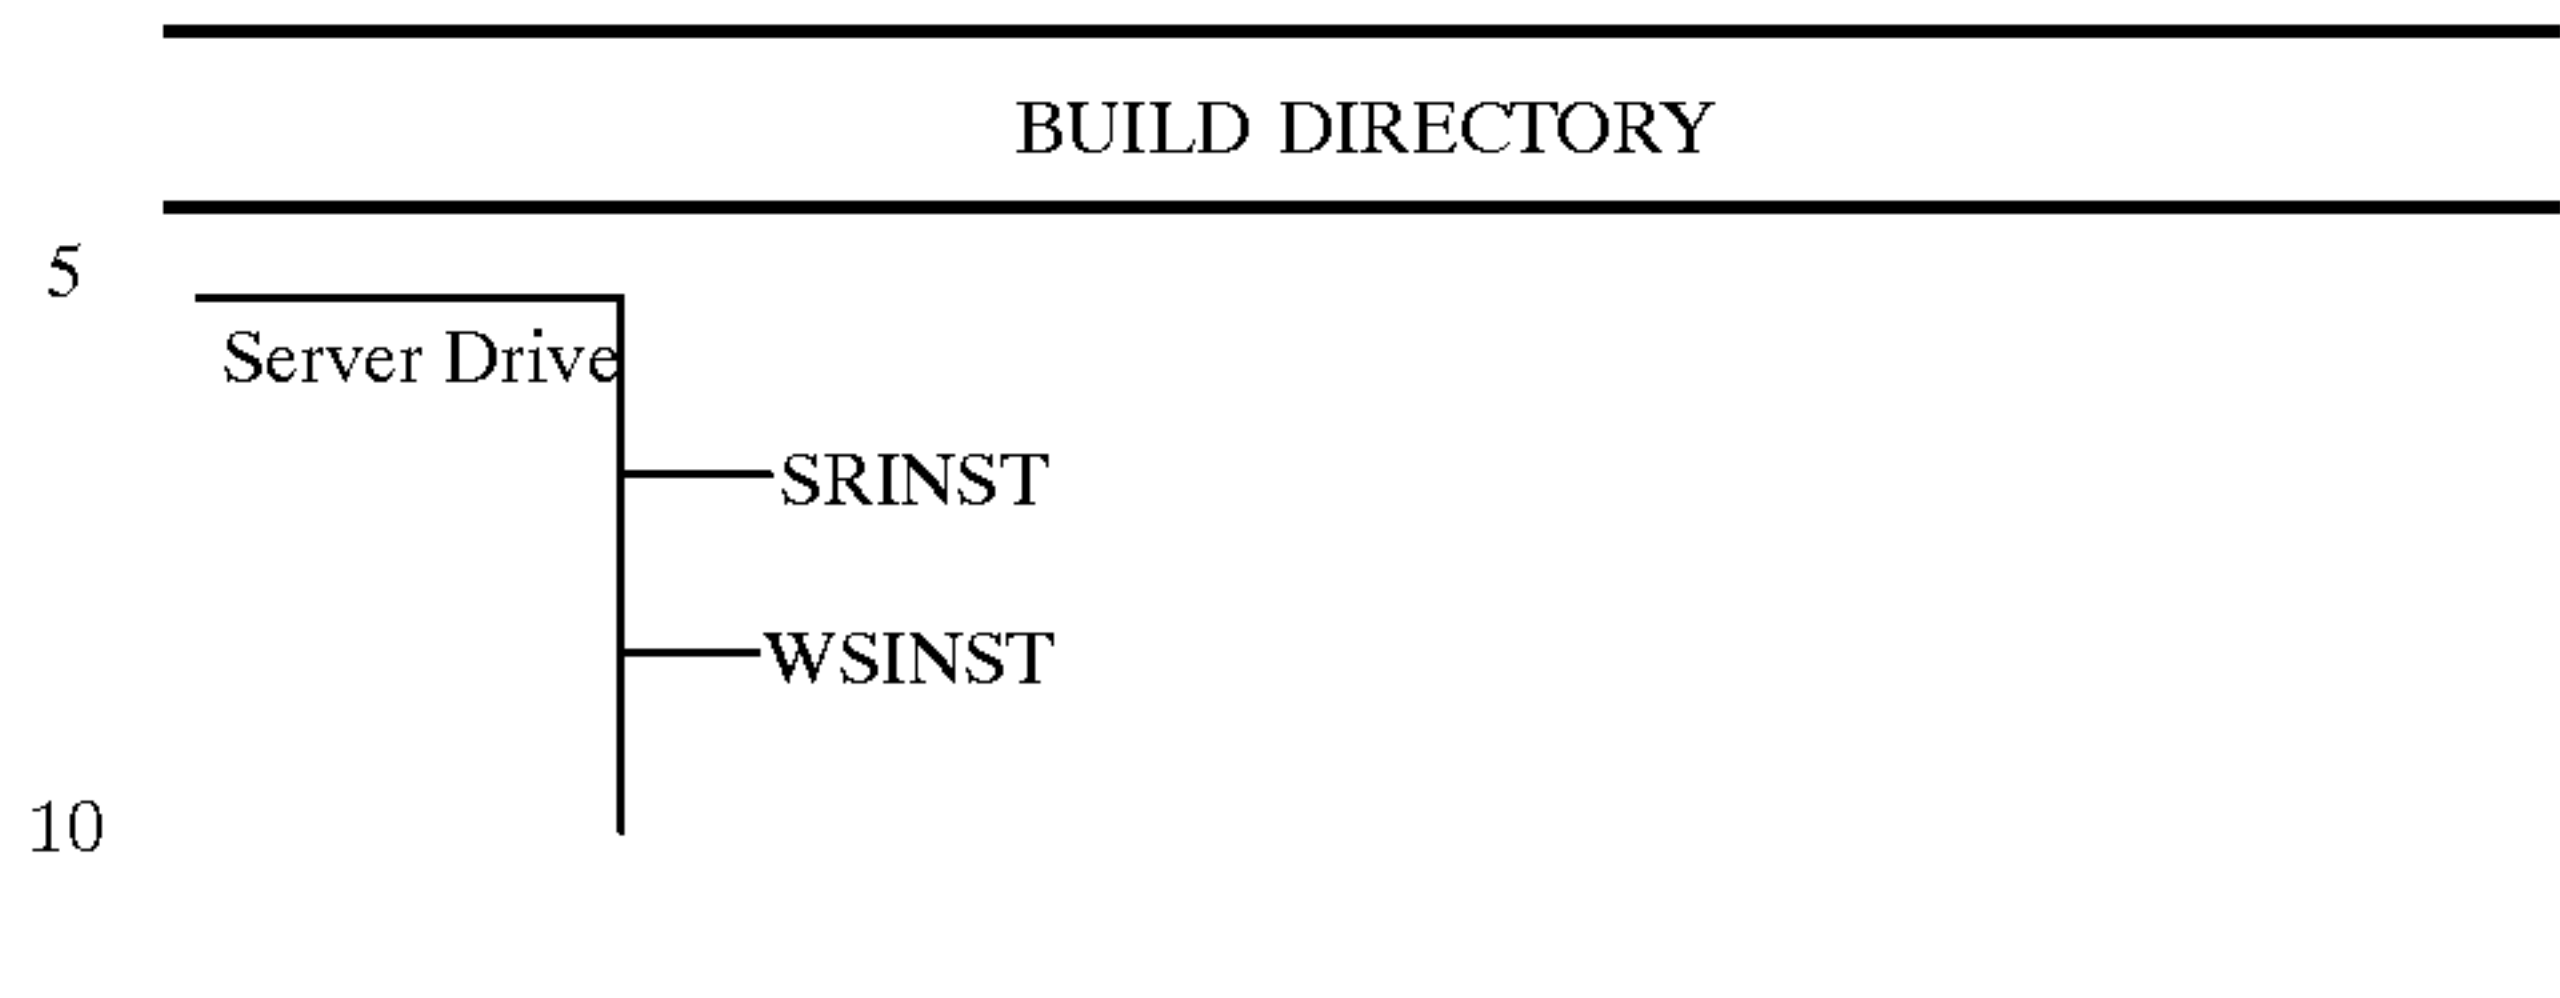 BUILD DIRECTORY
5
Server Drive
SRINST
WSINST
10